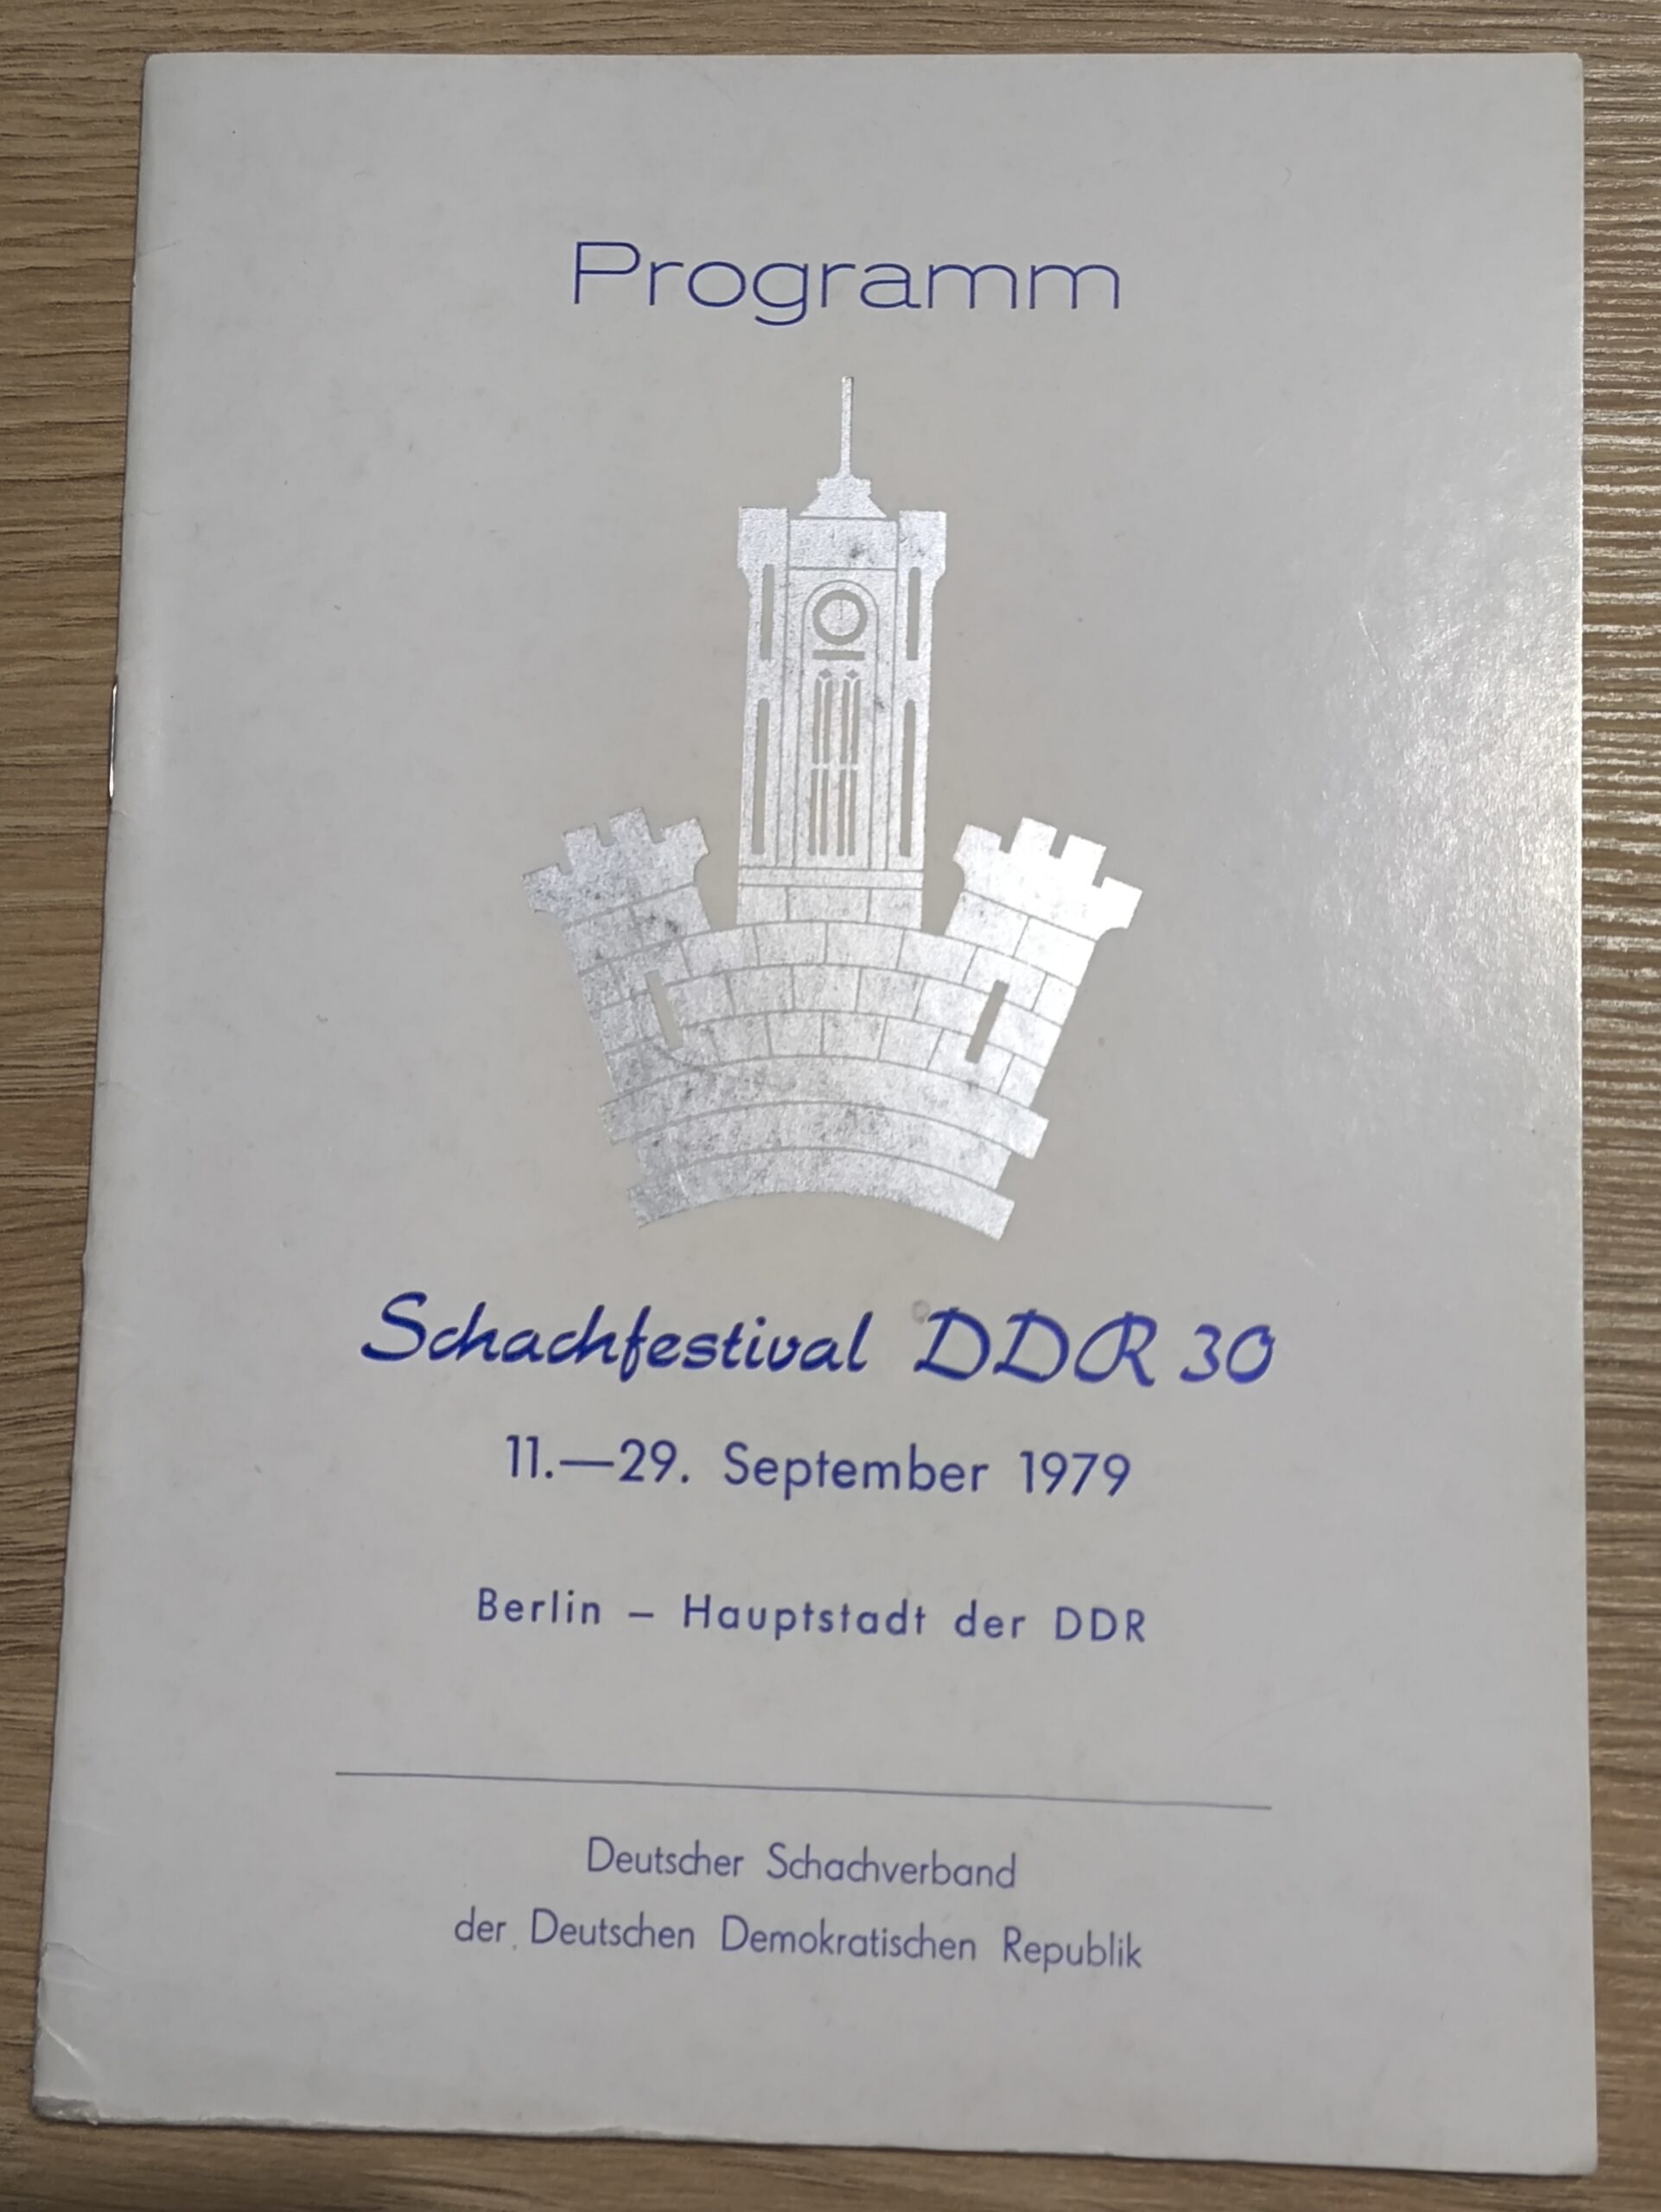 Programm
Schachfestival DDR 30
11.—29. September 1979
Berlin – Hauptstadt der DDR
Deutscher Schachverband
der Deutschen Demokratischen Republik